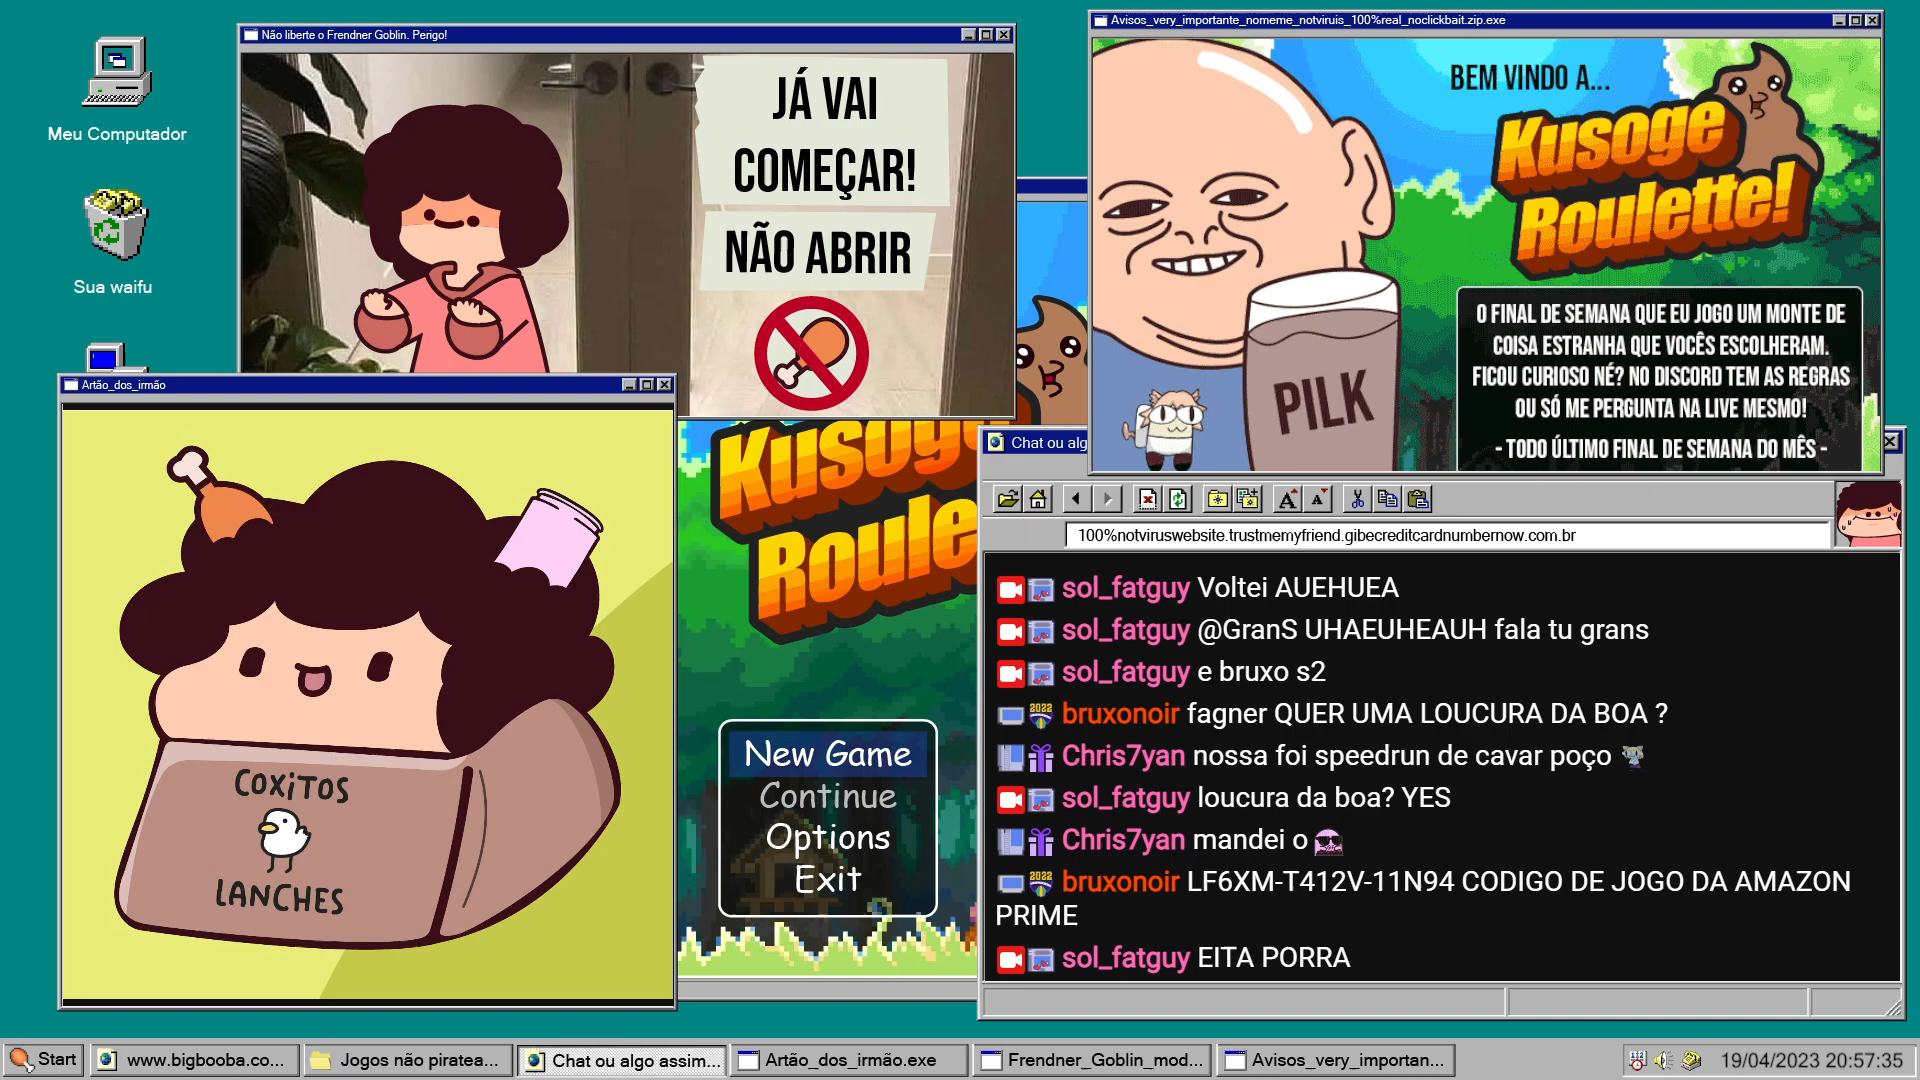 Meu Computador
Sua waifu
Não liberte o Frendner Goblin. Perigo!
JÁ VAI
COMEÇAR!
NÃO ABRIR
Avisos_very_importante_nomeme_notviruis_100%real_noclickbait.zip.exe
BEM VINDO A...
Kusoge
Roulette!
O FINAL DE SEMANA QUE EU JOGO UM MONTE DE
COISA ESTRANHA QUE VOCÊS ESCOLHERAM.
FICOU CURIOSO NÉ? NO DISCORD TEM AS REGRAS
OU SÓ ME PERGUNTA NA LIVE MESMO!
- TODO ÚLTIMO FINAL DE SEMANA DO MÊS -
PILK
Artão_dos_irmão
COXiTOS
LANCHES
Kusoge
Roule
New Game
Continue
Options
Exit
Chat ou alg
A A
100%notviruswebsite.trustmemyfriend.gibecreditcardnumbernow.com.br
sol_fatguy Voltei AUEHUEA
sol_fatguy @GranS UHAEUHEAUH fala tu grans
sol_fatguy e bruxo s2
2022 bruxonoir fagner QUER UMA LOUCURA DA BOA ?
Chris7yan nossa foi speedrun de cavar poço
sol_fatguy loucura da boa? YES
Chris7yan mandei o
2022 bruxonoir LF6XM-T412V-11N94 CODIGO DE JOGO DA AMAZON
PRIME
sol_fatguy EITA PORRA
Start
www.bigbooba.co...
Jogos não piratea...
Chat ou algo assim...
Artão_dos_irmão.exe
Frendner_Goblin_mod...
Avisos_very_importan...
19/04/2023 20:57:35